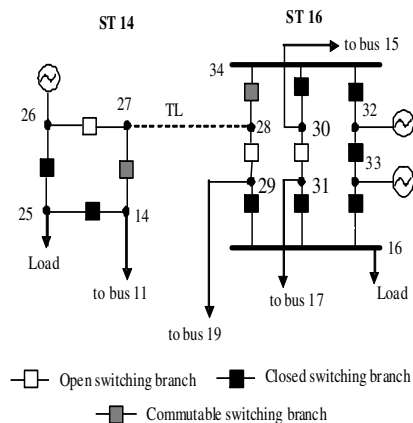 ST 14
ST 16
to bus 15
34
27
TL
26
28
30
32
33
29
31
25
14
16
Load
to bus 11
to bus 17
Load
to bus 19
Open switching branch
Closed switching branch
Commutable switching branch